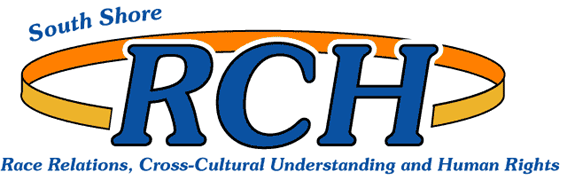 South Shore
RCH
Race Relations, Cross-Cultural Understanding and Human Rights